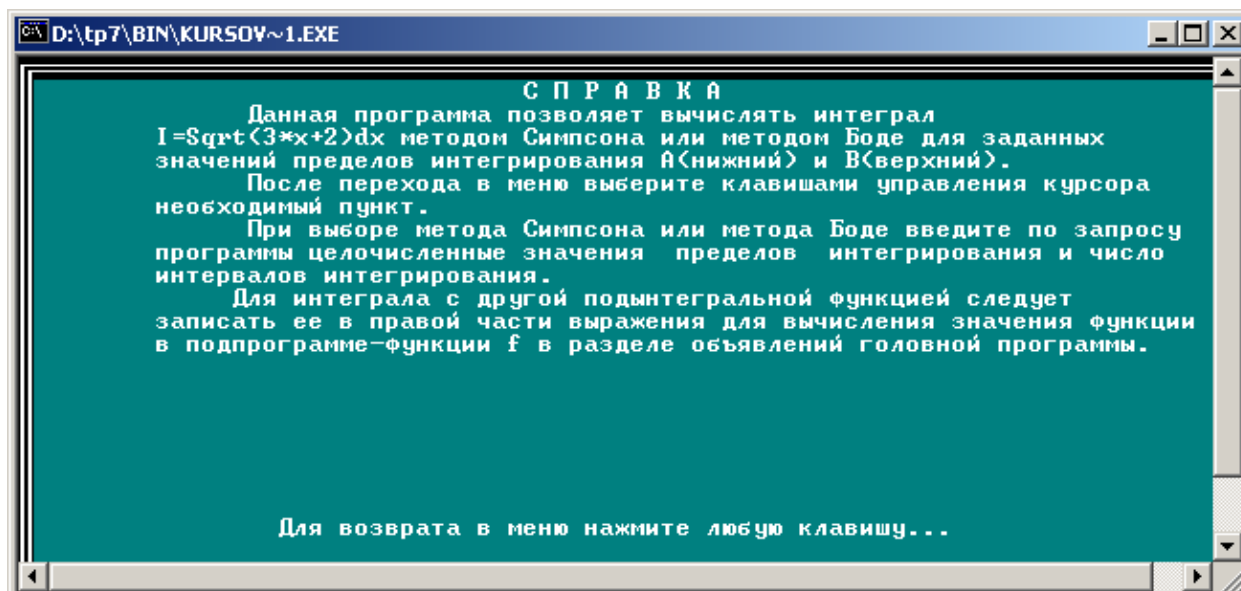 D:\tp7\BIN\KURSOV~1.EXE
С П Р А В К А
Данная программа позволяет вычислять интеграл
I=Sqrt(3*x+2)dx методом Симпсона или методом Боде для заданных
значений пределов интегрирования A(нижний) и B(верхний).
После перехода в меню выберите клавишами управления курсора
необходимый пункт.
При выборе метода Симпсона или метода Боде введите по запросу
программы целочисленные значения пределов интегрирования и число
интервалов интегрирования.
Для интеграла с другой подынтегральной функцией следует
записать ее в правой части выражения для вычисления значения функции
в подпрограмме-функции f в разделе объявлений головной программы.
Для возврата в меню нажмите любую клавишу...